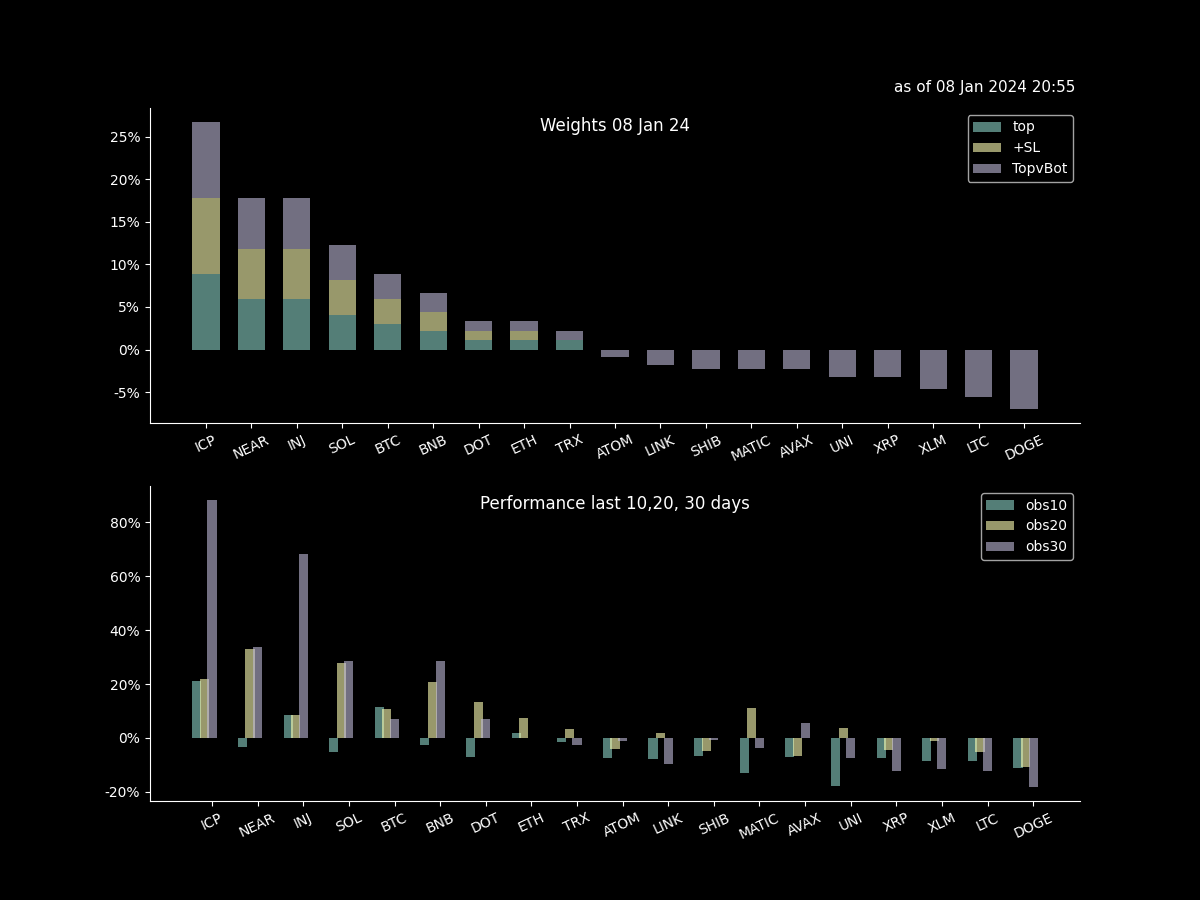 as of 08 Jan 2024 20:55
Weights 08 Jan 24
top
+SL
TopvBot
25%
20%
15%
10%
5%
0%
-5%
ICP NEAR INJ SOL BTC BNB DOT ETH TRX ATOM LINK SHIB MATIC AVAX UNI XRP XLM LTC DOGE
Performance last 10,20, 30 days
obs10
obs20
obs30
80%
60%
40%
20%
0%
-20%
ICP NEAR INJ SOL BTC BNB DOT ETH TRX ATOM LINK SHIB MATIC AVAX UNI XRP XLM LTC DOGE